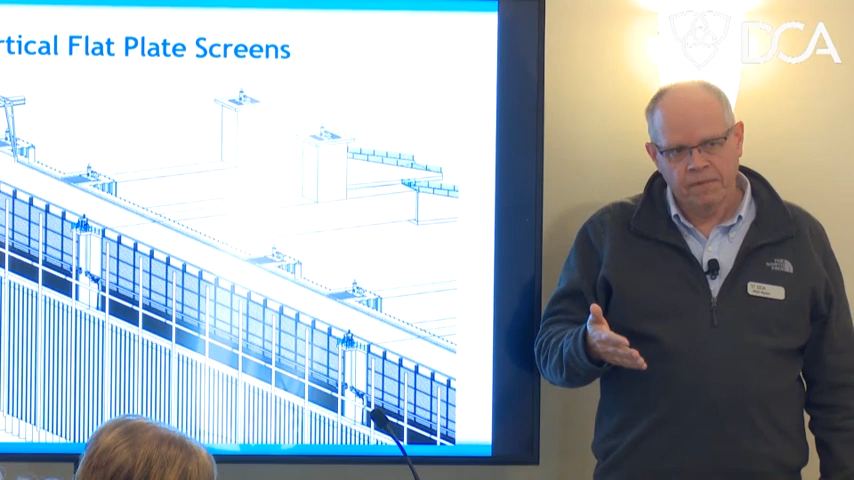 rtical Flat Plate Screens
DCA
THE
NORTH
FACE
DCA